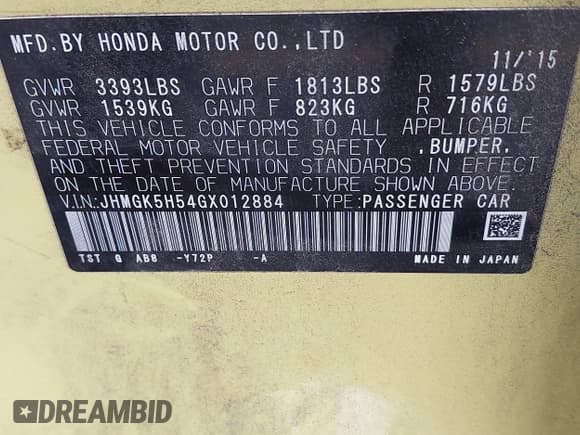 MFD.BY HONDA MOTOR CO.,LTD
11/'15
GVWR 3393LBS GAWR F 1813LBS R 1579LBS
GVWR 1539KG GAWR F 823KG R 716KG
THIS VEHICLE CONFORMS TO ALL APPLICABLE
FEDERAL MOTOR VEHICLE SAFETY ,BUMPER,
AND THEFT PREVENTION STANDARDS IN EFFECT
ON THE DATE OF MANUFACTURE SHOWN ABOVE.
V.I.N.:JHMGK5H54GX012884 TYPE:PASSENGER CAR
TST G AB8 -Y72P -A MADE IN JAPAN
DREAMBID